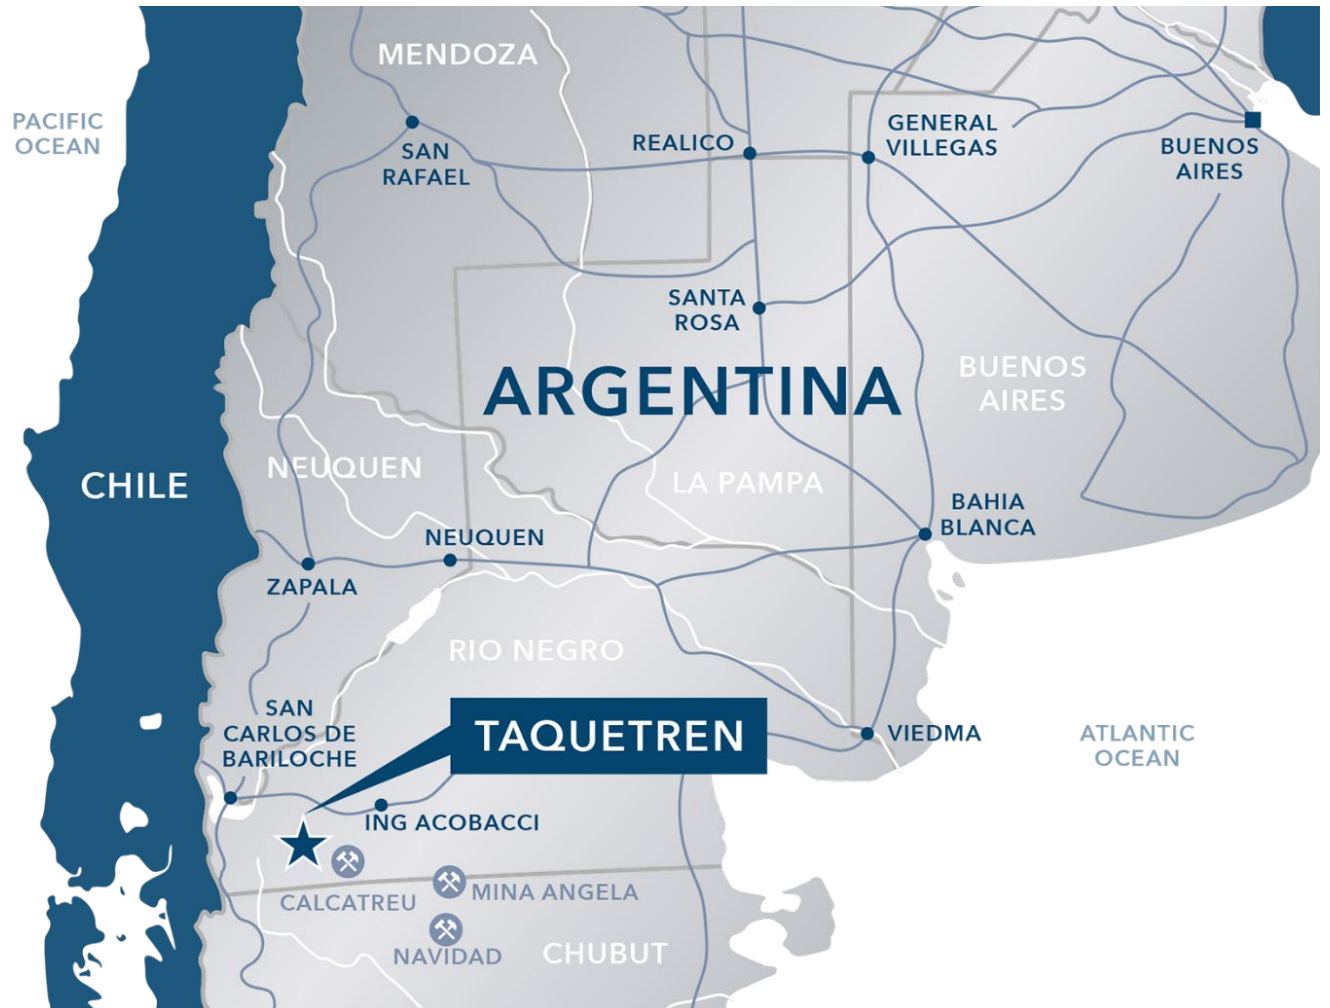 MENDOZA
PACIFIC
OCEAN
SAN
RAFAEL
REALICO
GENERAL
VILLEGAS
BUENOS
AIRES
SANTA
ROSA
ARGENTINA
BUENOS
AIRES
CHILE
NEUQUEN
LA PAMPA
BAHIA
BLANCA
NEUQUEN
ZAPALA
RIO NEGRO
SAN
CARLOS DE
BARILOCHE
TAQUETREN
VIEDMA
ATLANTIC
OCEAN
ING ACOBACCI
CALCATREU
MINA ANGELA
NAVIDAD
CHUBUT